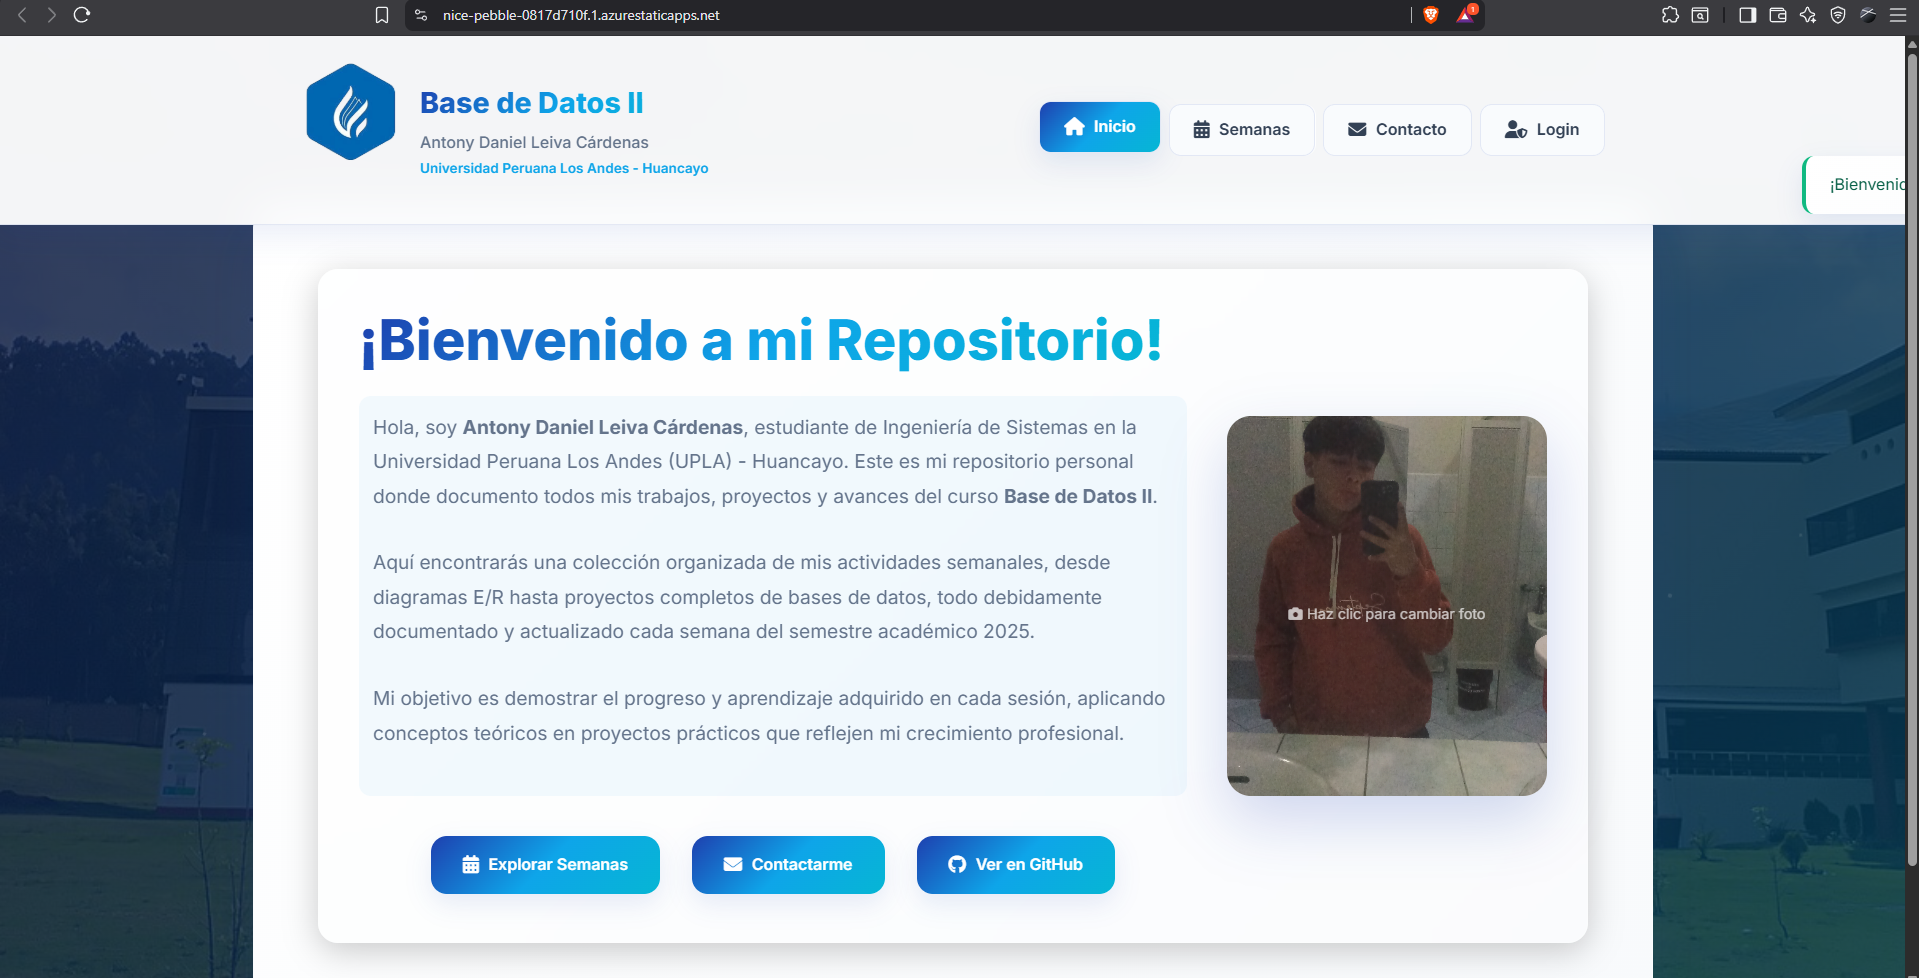 nice-pebble-0817d710f.1.azurestaticapps.net
1
Base de Datos II
Antony Daniel Leiva Cárdenas
Universidad Peruana Los Andes - Huancayo
Inicio
Semanas
Contacto
Login
¡Bienvenid
¡Bienvenido a mi Repositorio!
Hola, soy Antony Daniel Leiva Cárdenas, estudiante de Ingeniería de Sistemas en la
Universidad Peruana Los Andes (UPLA) - Huancayo. Este es mi repositorio personal
donde documento todos mis trabajos, proyectos y avances del curso Base de Datos II.
Aquí encontrarás una colección organizada de mis actividades semanales, desde
diagramas E/R hasta proyectos completos de bases de datos, todo debidamente
documentado y actualizado cada semana del semestre académico 2025.
Mi objetivo es demostrar el progreso y aprendizaje adquirido en cada sesión, aplicando
conceptos teóricos en proyectos prácticos que reflejen mi crecimiento profesional.
Haz clic para cambiar foto
Explorar Semanas
Contactarme
Ver en GitHub